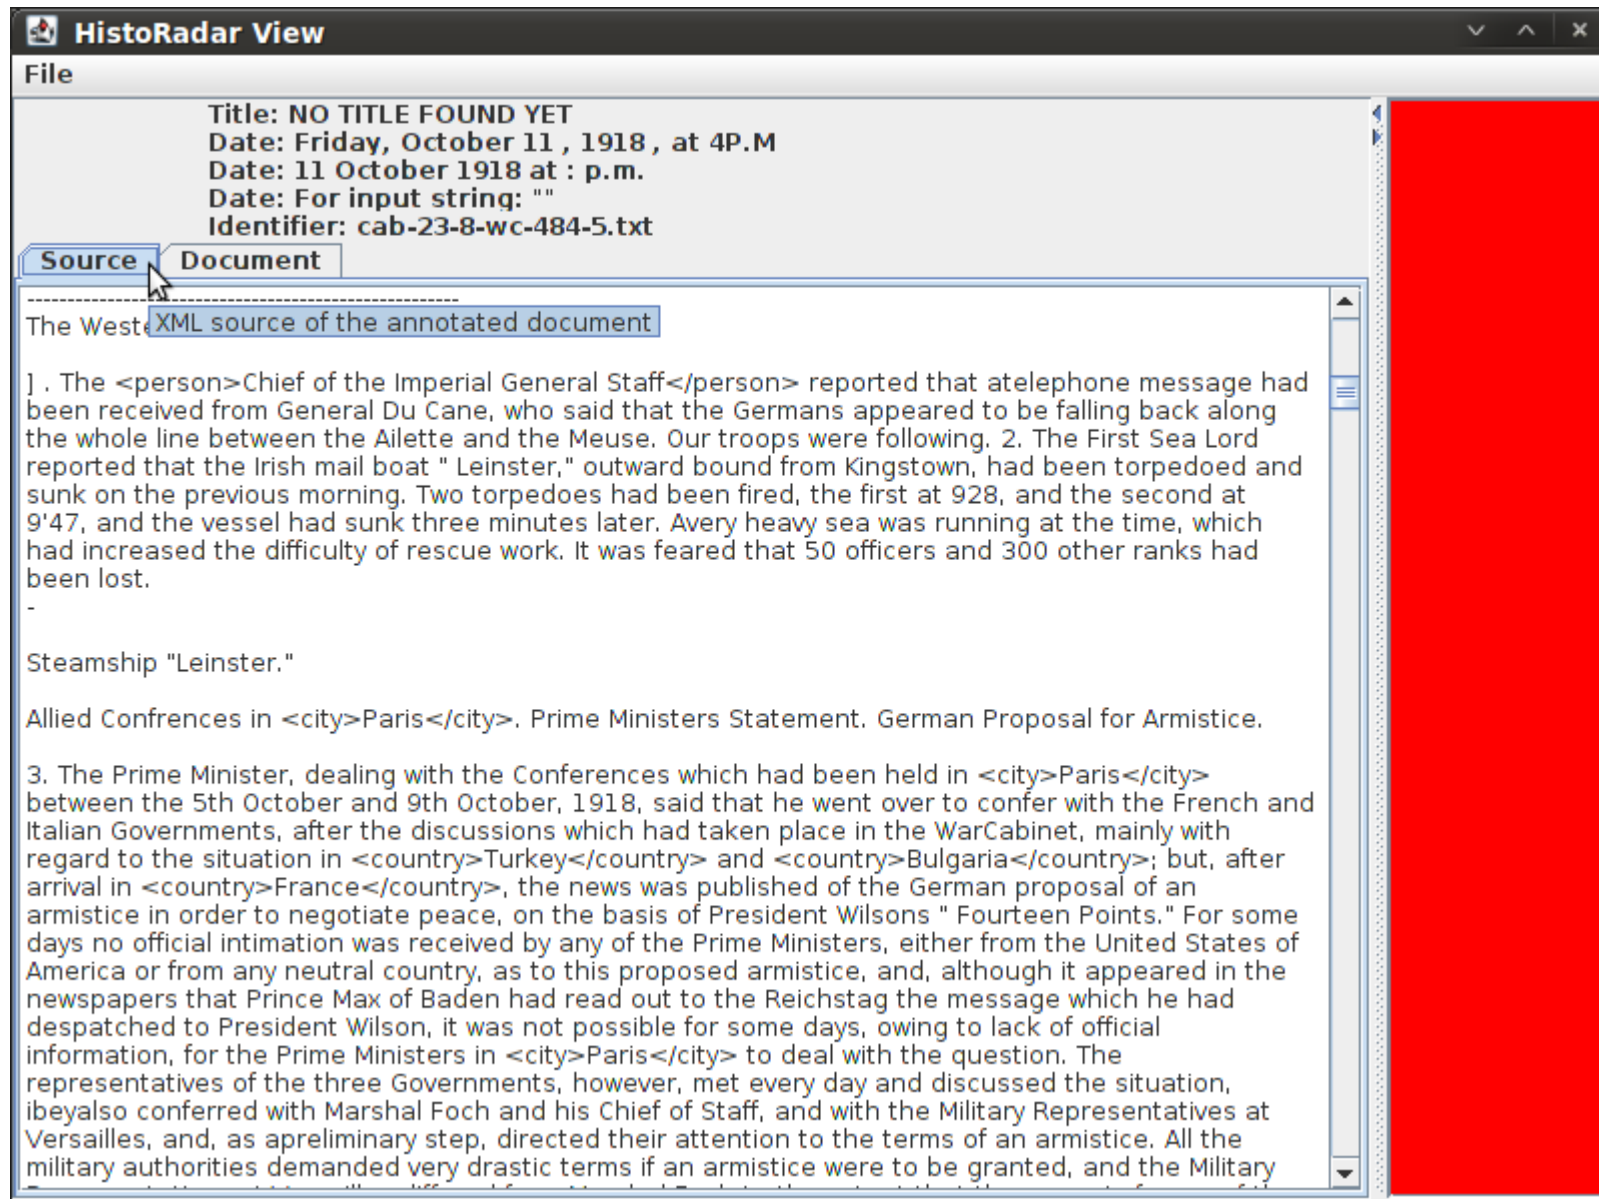 HistoRadar View
File
Title: NO TITLE FOUND YET
Date: Friday, October 11 , 1918 , at 4P.M
Date: 11 October 1918 at : p.m.
Date: For input string: ""
Identifier: cab-23-8-wc-484-5.txt
Source Document
------------------------------------------------------
The Weste
XML source of the annotated document
] . The <person>Chief of the Imperial General Staff</person> reported that atelephone message had
been received from General Du Cane, who said that the Germans appeared to be falling back along
the whole line between the Ailette and the Meuse. Our troops were following. 2. The First Sea Lord
reported that the Irish mail boat " Leinster," outward bound from Kingstown, had been torpedoed and
sunk on the previous morning. Two torpedoes had been fired, the first at 928, and the second at
9'47, and the vessel had sunk three minutes later. Avery heavy sea was running at the time, which
had increased the difficulty of rescue work. It was feared that 50 officers and 300 other ranks had
been lost.
-
Steamship "Leinster."
Allied Confrences in <city>Paris</city>. Prime Ministers Statement. German Proposal for Armistice.
3. The Prime Minister, dealing with the Conferences which had been held in <city>Paris</city>
between the 5th October and 9th October, 1918, said that he went over to confer with the French and
Italian Governments, after the discussions which had taken place in the WarCabinet, mainly with
regard to the situation in <country>Turkey</country> and <country>Bulgaria</country>; but, after
arrival in <country>France</country>, the news was published of the German proposal of an
armistice in order to negotiate peace, on the basis of President Wilsons " Fourteen Points." For some
days no official intimation was received by any of the Prime Ministers, either from the United States of
America or from any neutral country, as to this proposed armistice, and, although it appeared in the
newspapers that Prince Max of Baden had read out to the Reichstag the message which he had
despatched to President Wilson, it was not possible for some days, owing to lack of official
information, for the Prime Ministers in <city>Paris</city> to deal with the question. The
representatives of the three Governments, however, met every day and discussed the situation,
ibeyalso conferred with Marshal Foch and his Chief of Staff, and with the Military Representatives at
Versailles, and, as apreliminary step, directed their attention to the terms of an armistice. All the
military authorities demanded very drastic terms if an armistice were to be granted, and the Military